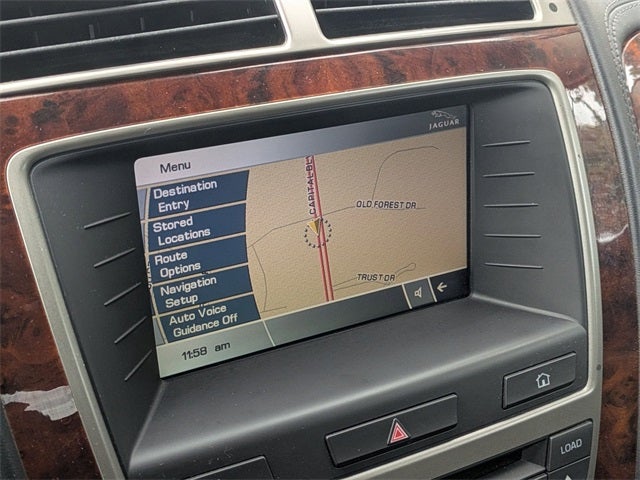 JAGUAR
Menu
Destination
Entry
Stored
Locations
Route
Options
Navigation
Setup
Auto Voice
Guidance Off
CAPITAL
OLD FOREST DR
TRUST DR
11:58 am
LOAD